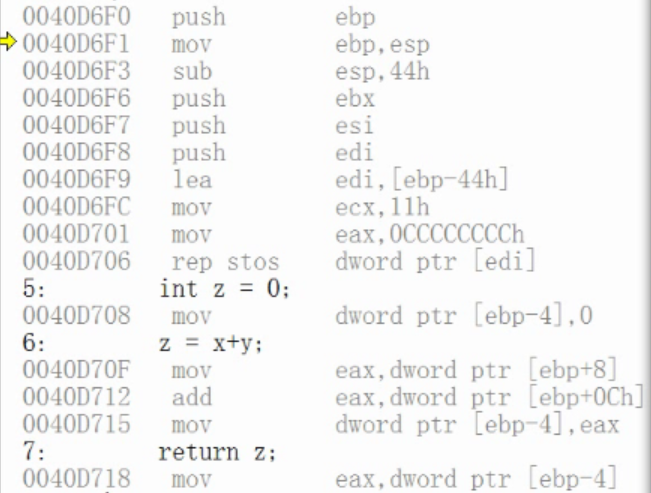 0040D6F0 push ebp
0040D6F1 mov ebp,esp
0040D6F3 sub esp,44h
0040D6F6 push ebx
0040D6F7 push esi
0040D6F8 push edi
0040D6F9 lea edi,[ebp-44h]
0040D6FC mov ecx,11h
0040D701 mov eax,0CCCCCCCCh
0040D706 rep stos dword ptr [edi]
5: int z = 0;
0040D708 mov dword ptr [ebp-4],0
6: z = x+y;
0040D70F mov eax,dword ptr [ebp+8]
0040D712 add eax,dword ptr [ebp+0Ch]
0040D715 mov dword ptr [ebp-4],eax
7: return z;
0040D718 mov eax,dword ptr [ebp-4]